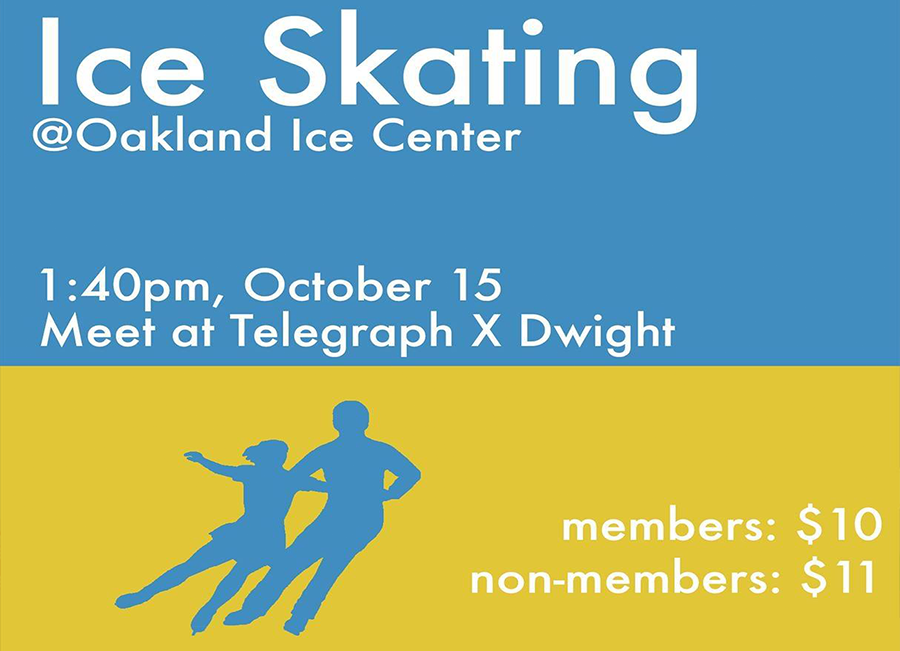 Ice Skating
@Oakland Ice Center
1:40pm, October 15
Meet at Telegraph X Dwight
members: $10
non-members: $11